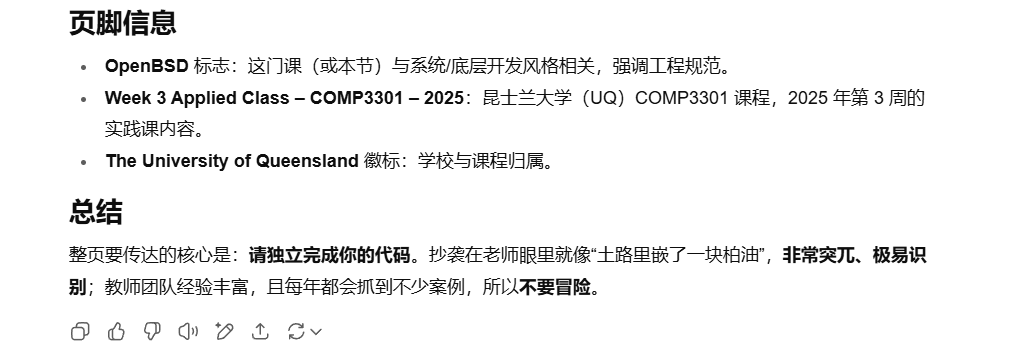 页脚信息
OpenBSD 标志：这门课（或本节）与系统/底层开发风格相关，强调工程规范。
Week 3 Applied Class – COMP3301 – 2025：昆士兰大学（UQ）COMP3301 课程，2025 年第 3 周的
实践课内容。
The University of Queensland 徽标：学校与课程归属。
总结
整页要传达的核心是：请独立完成你的代码。抄袭在老师眼里就像“土路里嵌了一块柏油”，非常突兀、极易识
别；教师团队经验丰富，且每年都会抓到不少案例，所以不要冒险。